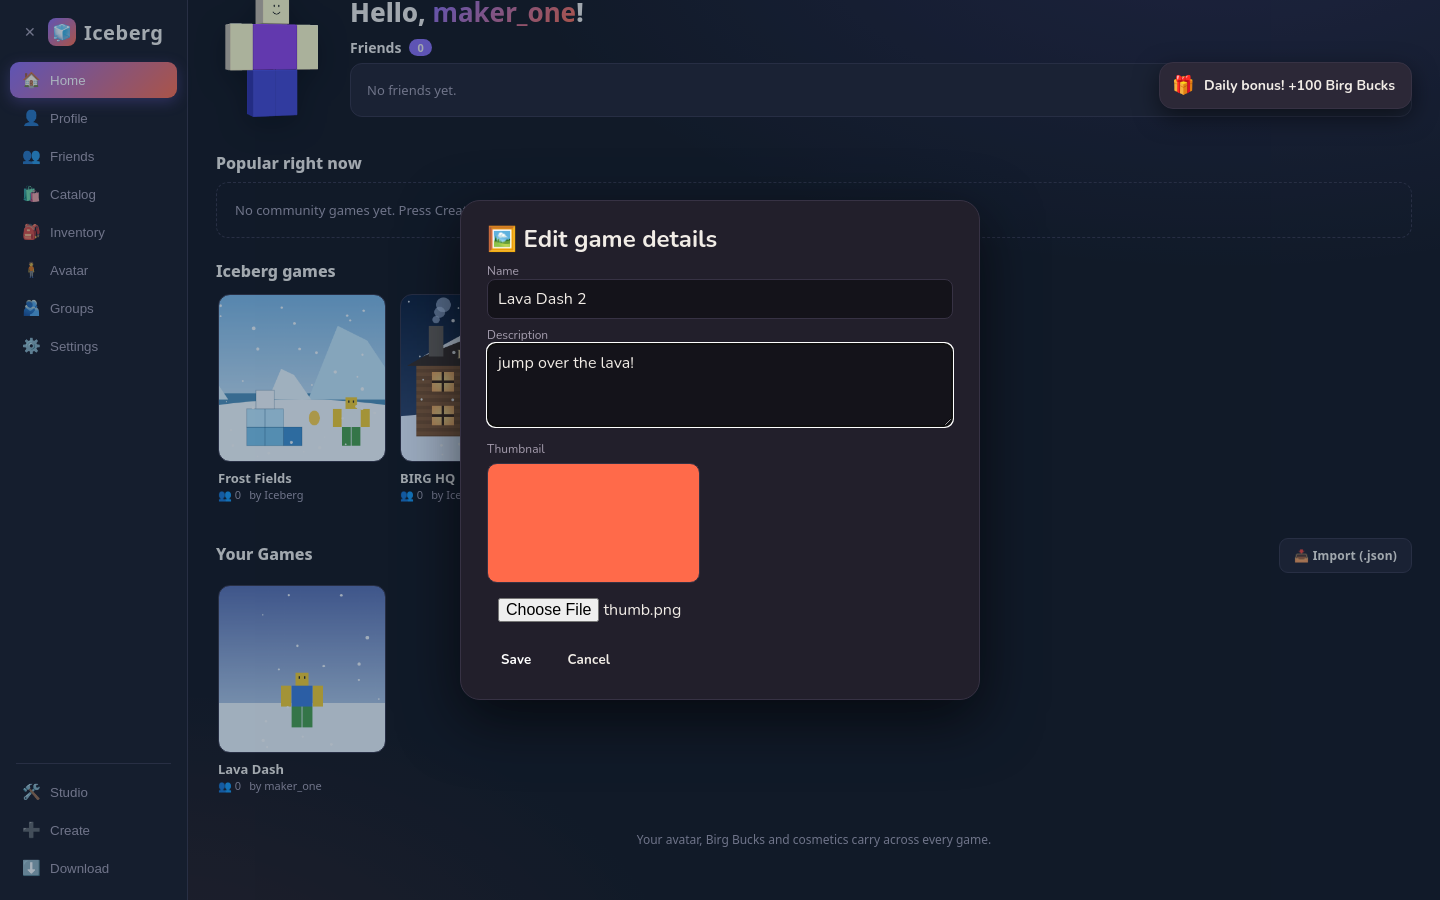 Iceberg
Home
Profile
Friends
Catalog
Inventory
Avatar
Groups
Settings
Studio
Create
Download
Hello, maker_one!
Friends 0
No friends yet.
Daily bonus! +100 Birg Bucks
Popular right now
No community games yet. Press Crea
Iceberg games
Frost Fields
0 by Iceberg
BIRG HQ
0 by Ice
Your Games
Import (.json)
Lava Dash
0 by maker_one
Your avatar, Birg Bucks and cosmetics carry across every game.
Edit game details
Name
Lava Dash 2
Description
jump over the lava!
Thumbnail
Choose File thumb.png
Save Cancel